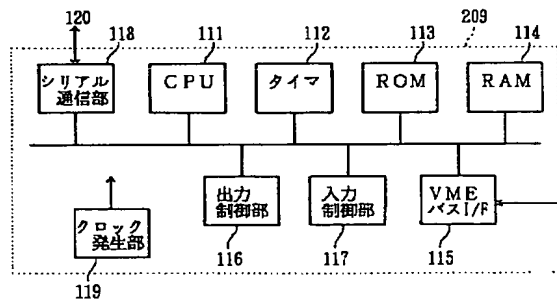 120
118
111
112
113
209
114
シリアル
通信部
CPU
タイマ
ROM
RAM
出力
制御部
入力
制御部
VME
バスI/F
クロック
発生部
116
117
115
119